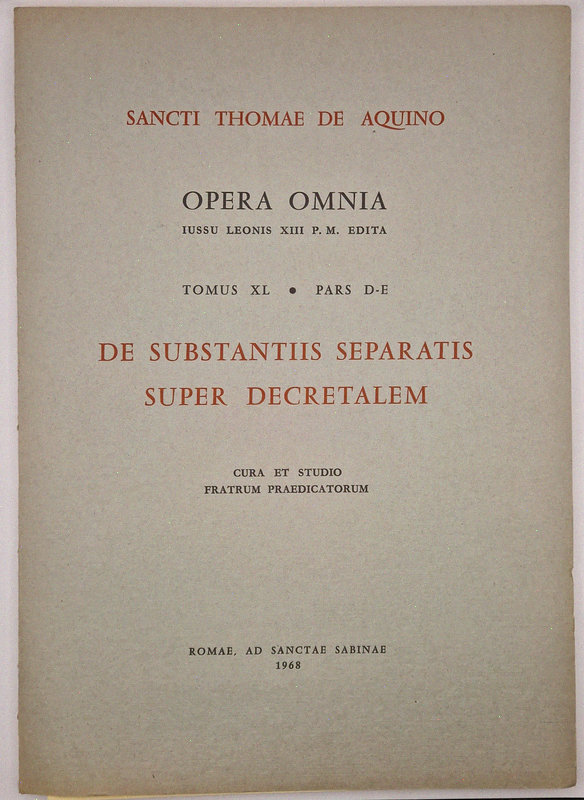 SANCTI THOMAE DE AQUINO
OPERA OMNIA
IUSSU LEONIS XIII P. M. EDITA
TOMUS XL • PARS D-E
DE SUBSTANTIIS SEPARATIS
SUPER DECRETALEM
CURA ET STUDIO
FRATRUM PRAEDICATORUM
ROMAE, AD SANCTAE SABINAE
1968